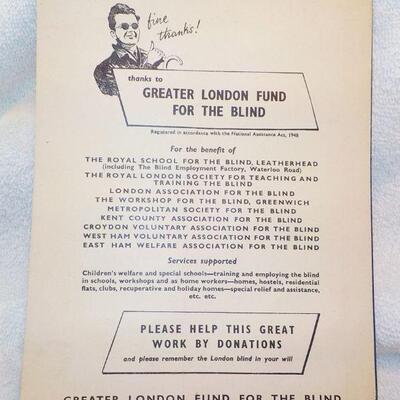 fine
thanks!
thanks to
GREATER LONDON FUND
FOR THE BLIND
Registered in accordance with the National Assistance Act, 1948
For the benefit of
THE ROYAL SCHOOL FOR THE BLIND, LEATHERHEAD
(including The Blind Employment Factory, Waterloo Road)
THE ROYAL LONDON SOCIETY FOR TEACHING AND
TRAINING THE BLIND
LONDON ASSOCIATION FOR THE BLIND
THE WORKSHOP FOR THE BLIND, GREENWICH
METROPOLITAN SOCIETY FOR THE BLIND
KENT COUNTY ASSOCIATION FOR THE BLIND
CROYDON VOLUNTARY ASSOCIATION FOR THE BLIND
WEST HAM VOLUNTARY ASSOCIATION FOR THE BLIND
EAST HAM WELFARE ASSOCIATION FOR THE BLIND
Services supported
Children's welfare and special schools—training and employing the blind
in schools, workshops and as home workers—homes, hostels, residential
flats, clubs, recuperative and holiday homes—special relief and assistance,
etc. etc.
PLEASE HELP THIS GREAT
WORK BY DONATIONS
and please remember the London blind in your will
GREATER LONDON FUND FOR THE BLIND